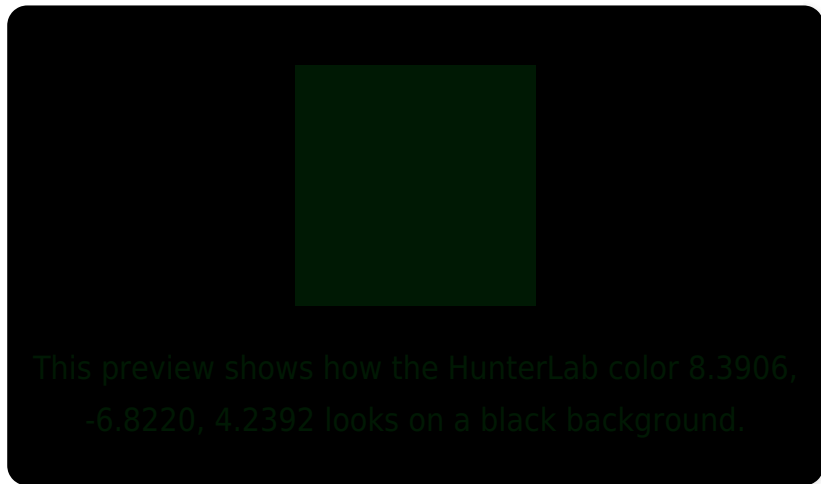 This preview shows how the HunterLab color 8.3906,
-6.8220, 4.2392 looks on a black background.